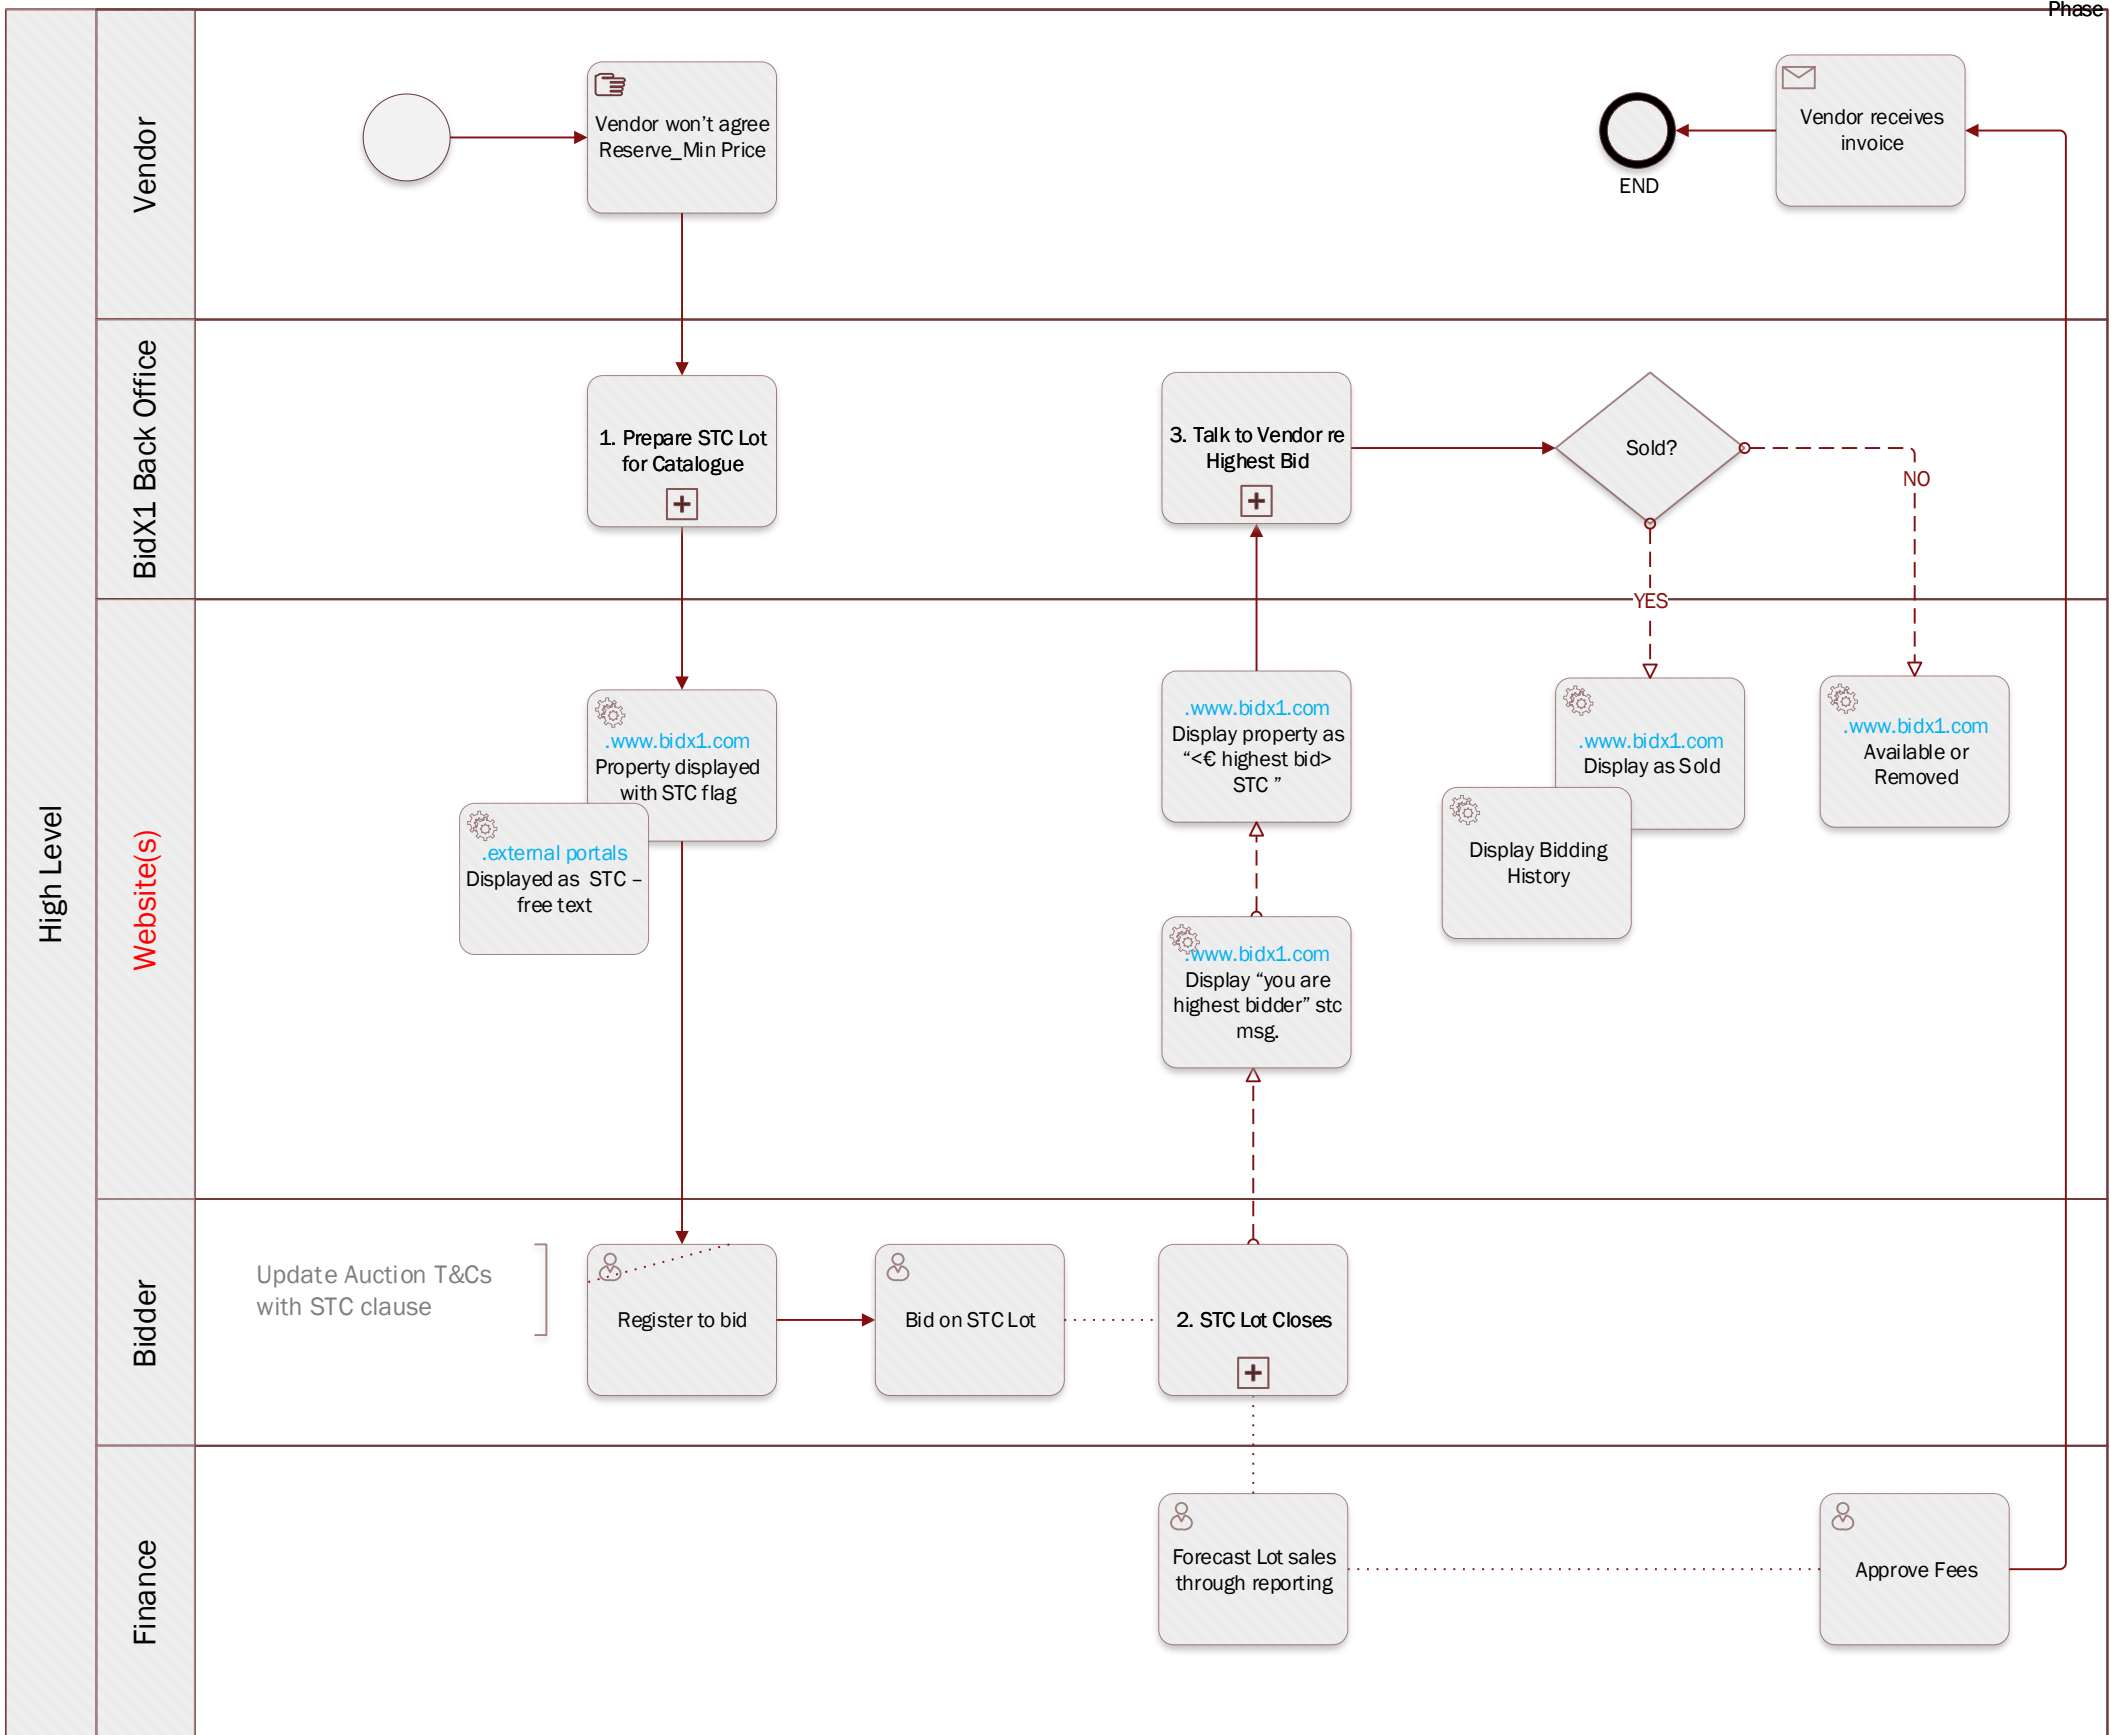 Phase
High Level
Vendor
Vendor won’t agree
Reserve_Min Price
END
Vendor receives
invoice
BidX1 Back Office
1. Prepare STC Lot
for Catalogue
3. Talk to Vendor re
Highest Bid
Sold?
NO
YES
Website(s)
.www.bidx1.com
Property displayed
with STC flag
.external portals
Displayed as  STC –
free text
.www.bidx1.com
Display property as
“<€ highest bid>
STC ”
.www.bidx1.com
Display “you are
highest bidder” stc
msg.
.www.bidx1.com
Display as Sold
Display Bidding
History
.www.bidx1.com
Available or
Removed
Bidder
Update Auction T&Cs
with STC clause
Register to bid
Bid on STC Lot
2. STC Lot Closes
Finance
Forecast Lot sales
through reporting
Approve Fees